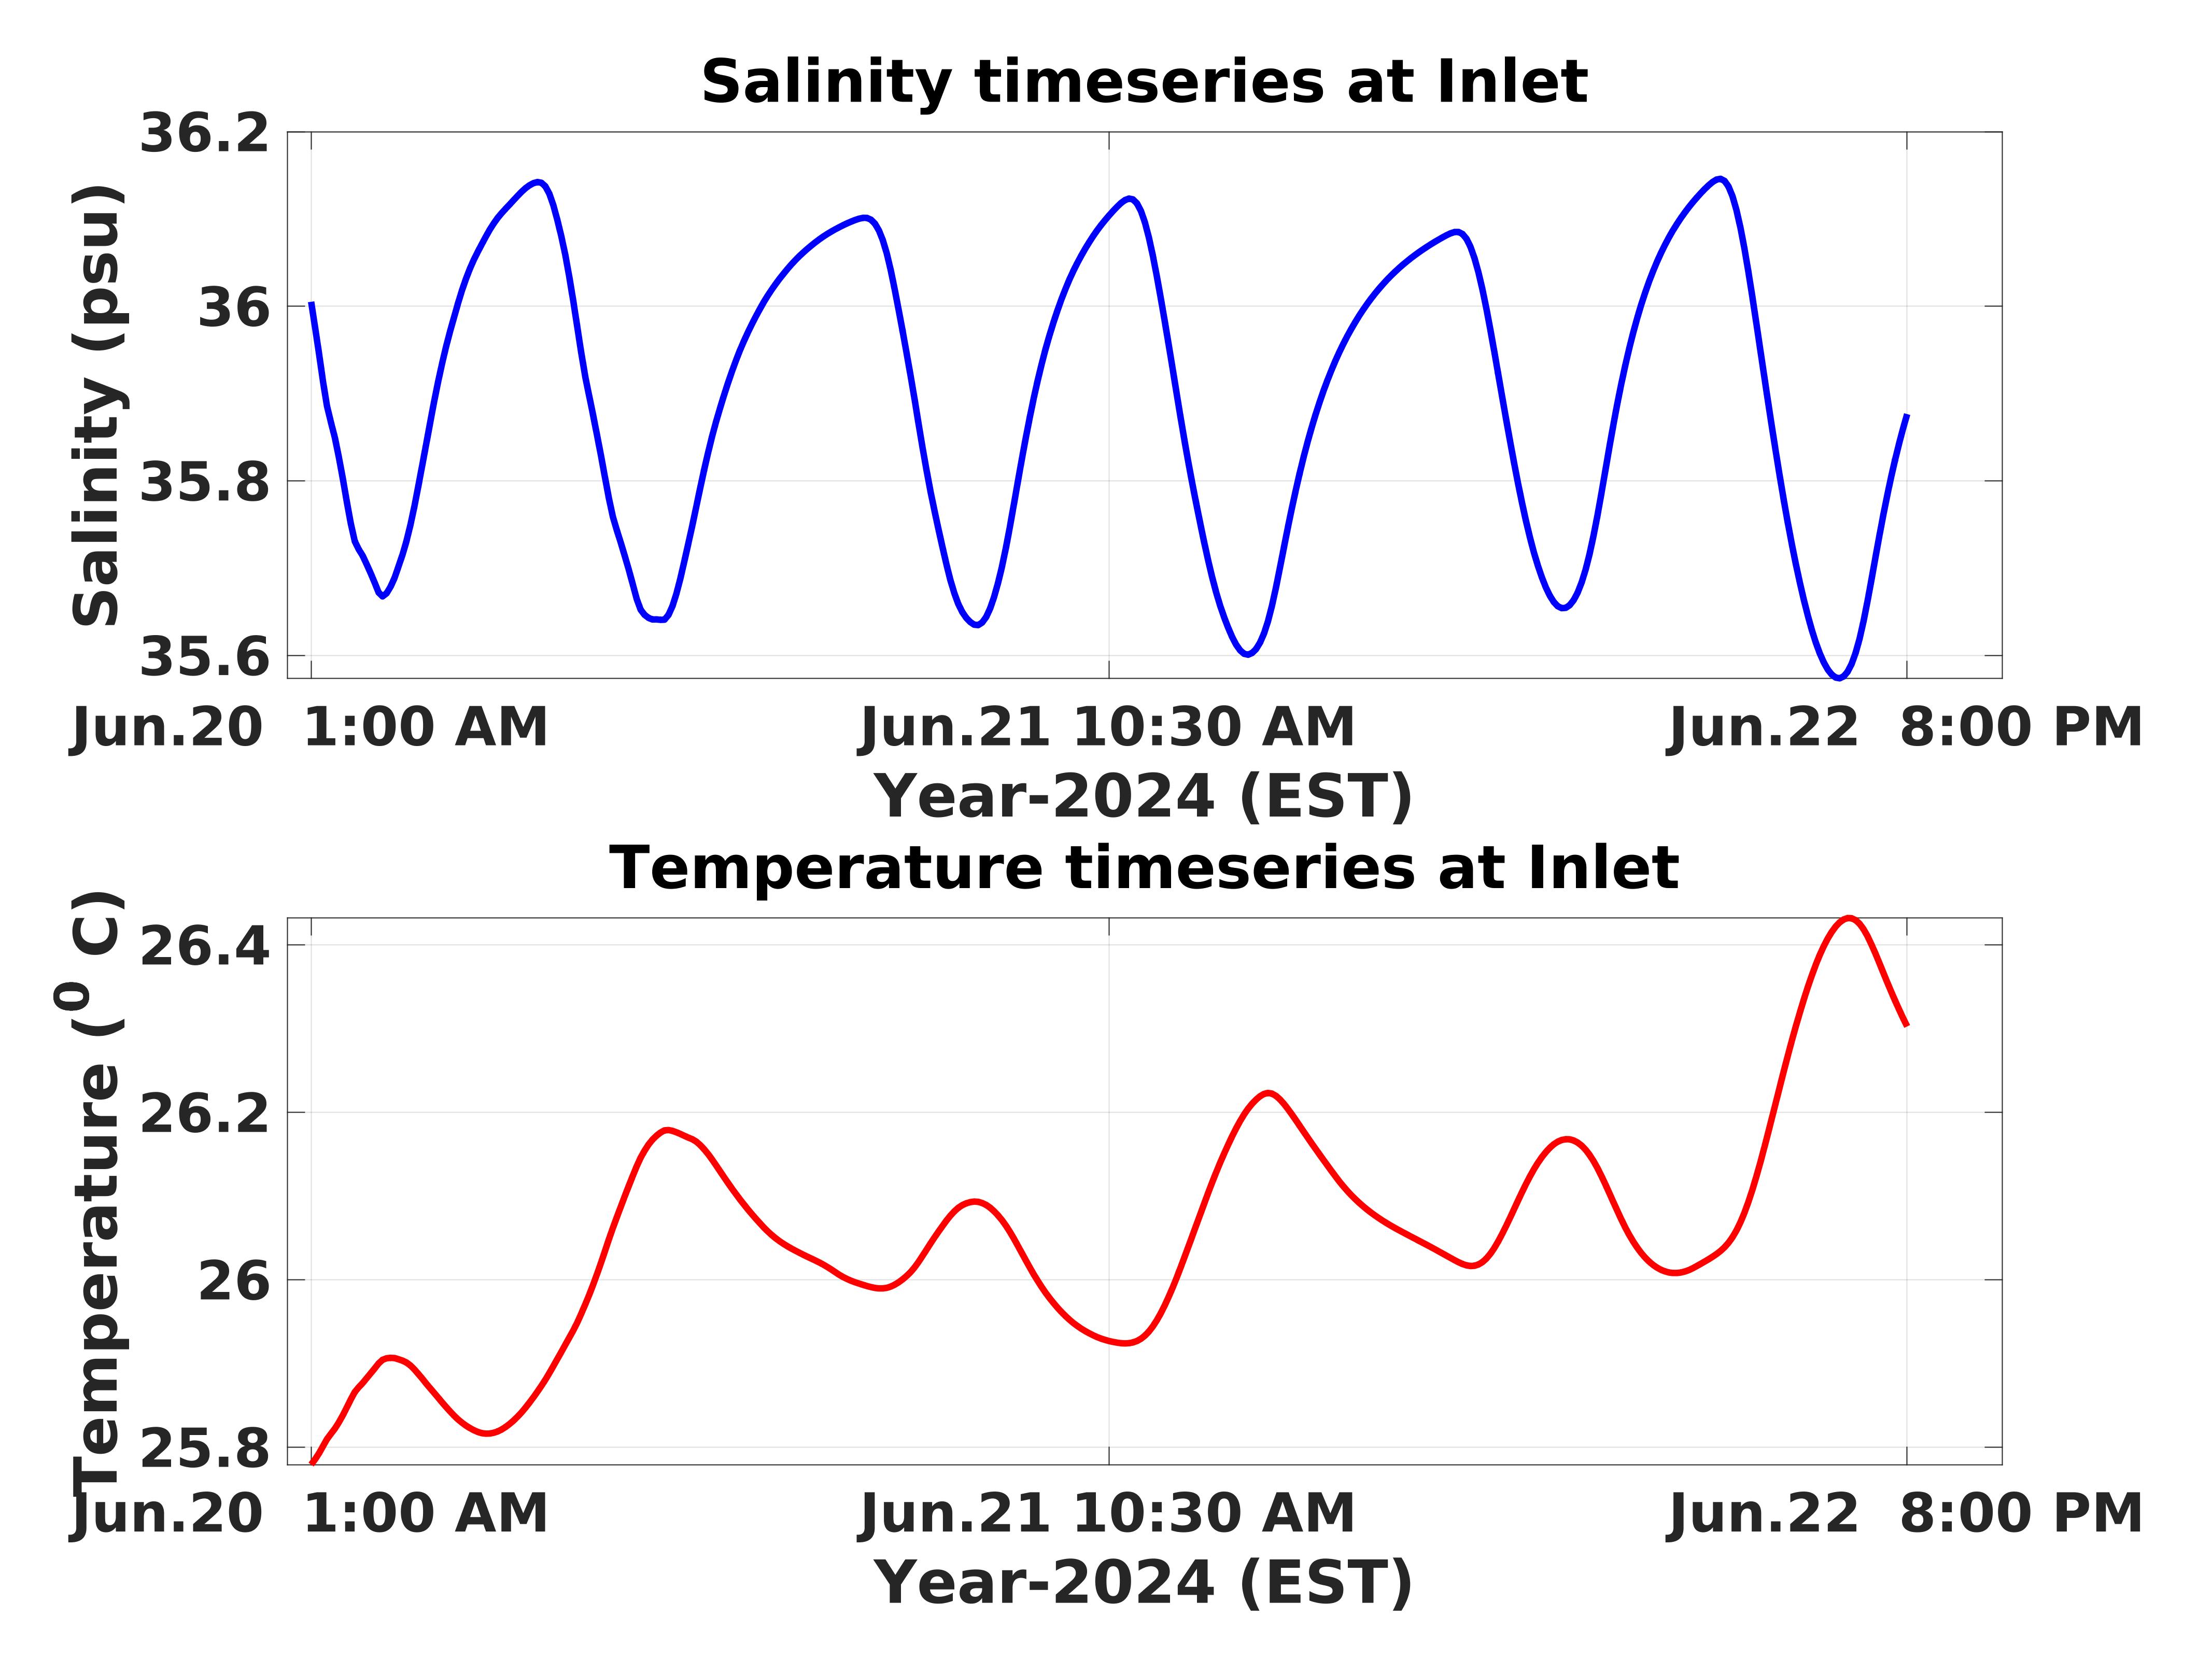 Salinity timeseries at Inlet
Salinity (psu)
36.2
36
35.8
35.6
Jun.20  1:00 AM Jun.21 10:30 AM Jun.22  8:00 PM
Year-2024 (EST)
Temperature timeseries at Inlet
Temperature (⁰ C)
26.4
26.2
26
25.8
Jun.20  1:00 AM Jun.21 10:30 AM Jun.22  8:00 PM
Year-2024 (EST)